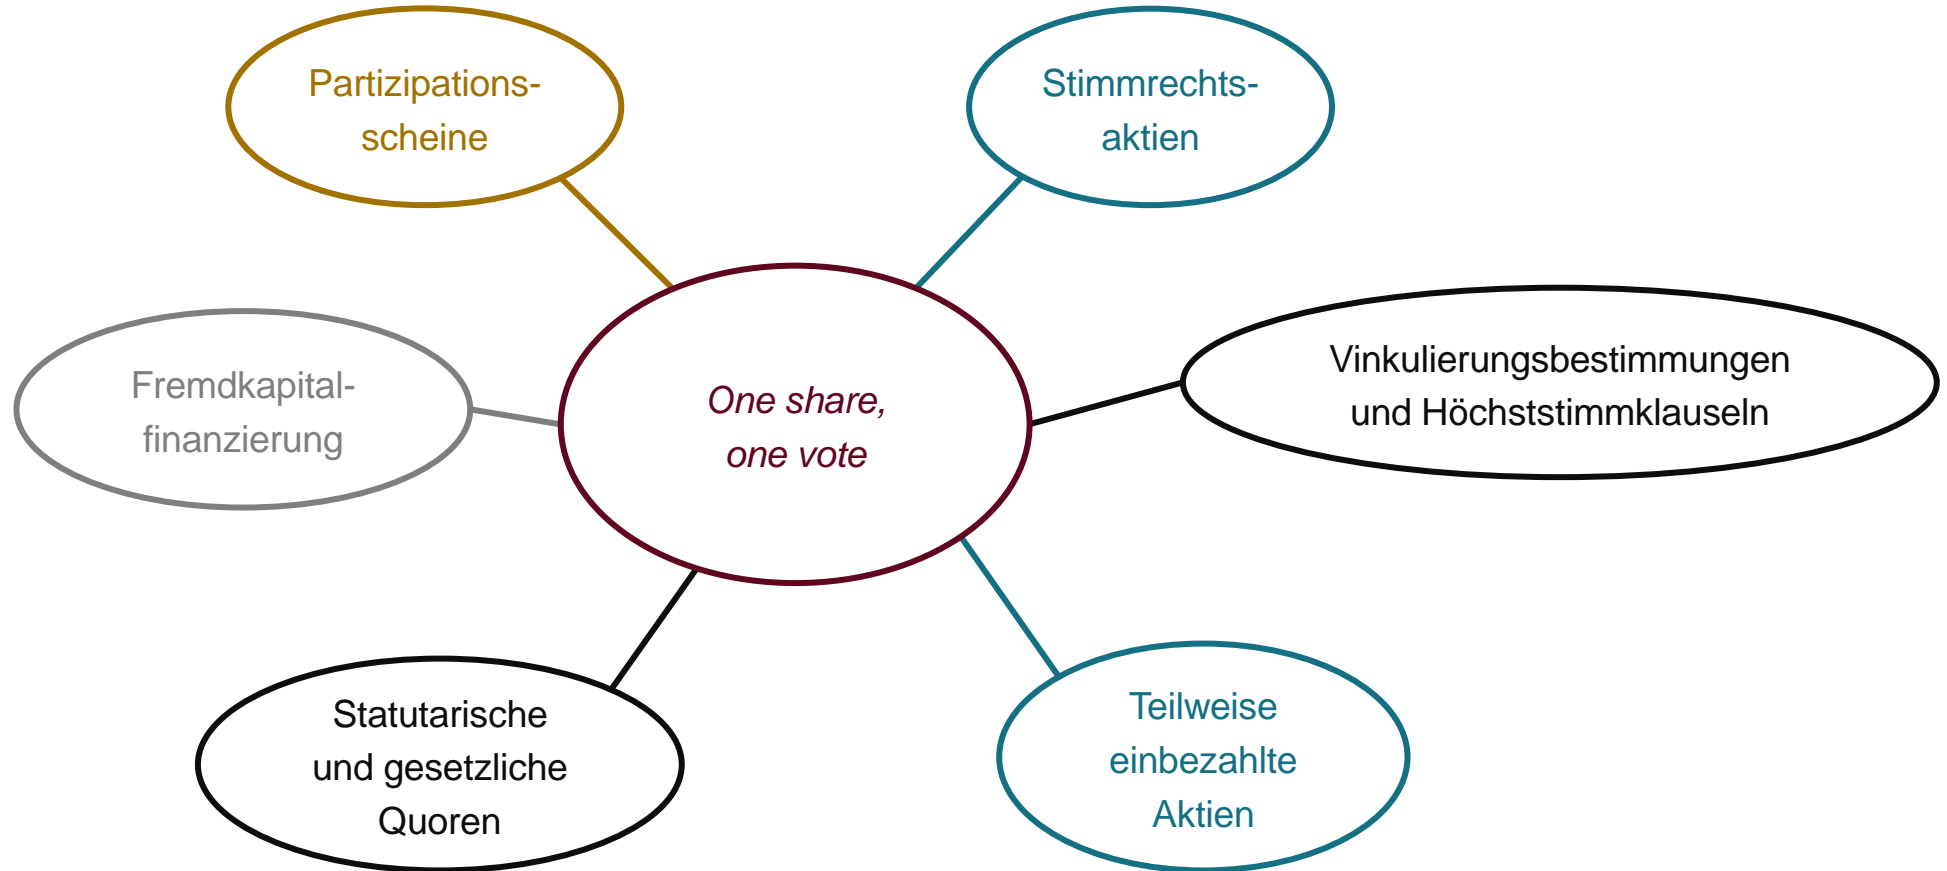 Partizipations-
scheine
Stimmrechts-
aktien
Fremdkapital-
finanzierung
One share,
one vote
Vinkulierungsbestimmungen
und Höchststimmklauseln
Statutarische
und gesetzliche
Quoren
Teilweise
einbezahlte
Aktien